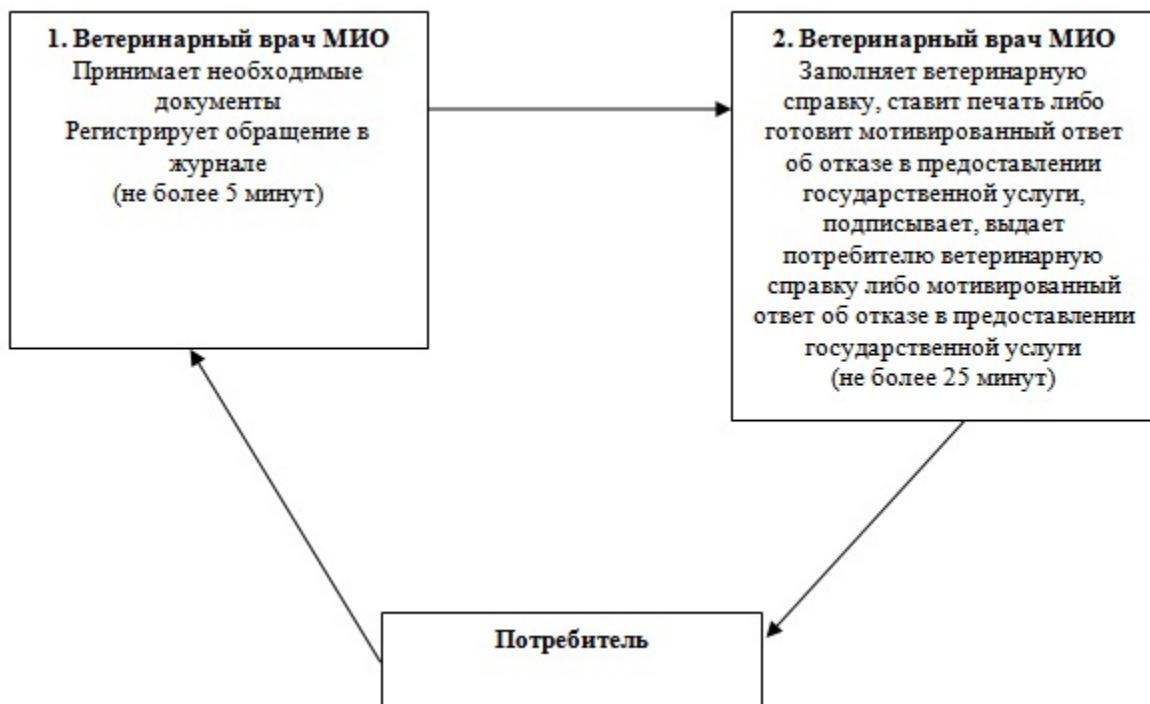 1. Ветеринарный врач МИО
Принимает необходимые
документы
Регистрирует обращение в
журнале
(не более 5 минут)
2. Ветеринарный врач МИО
Заполняет ветеринарную
справку, ставит печать либо
готовит мотивированный ответ
об отказе в предоставлении
государственной услуги,
подписывает, выдает
потребителю ветеринарную
справку либо мотивированный
ответ об отказе в предоставлении
государственной услуги
(не более 25 минут)
Потребитель